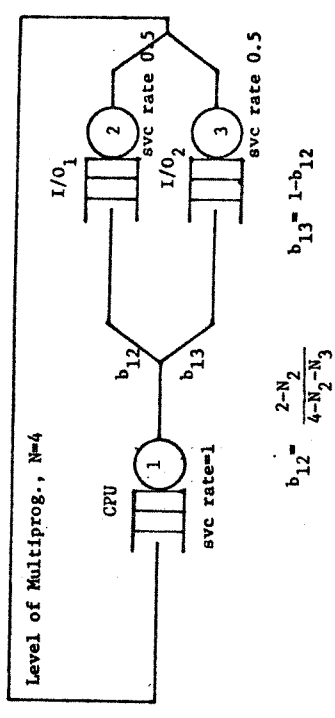 Level of Multiprog., N=4
CPU
1
svc rate=1
b12
b13
I/O1
2
svc rate 0.5
I/O2
3
svc rate 0.5
b12= 2-N2 / 4-N2-N3
b13= 1-b12